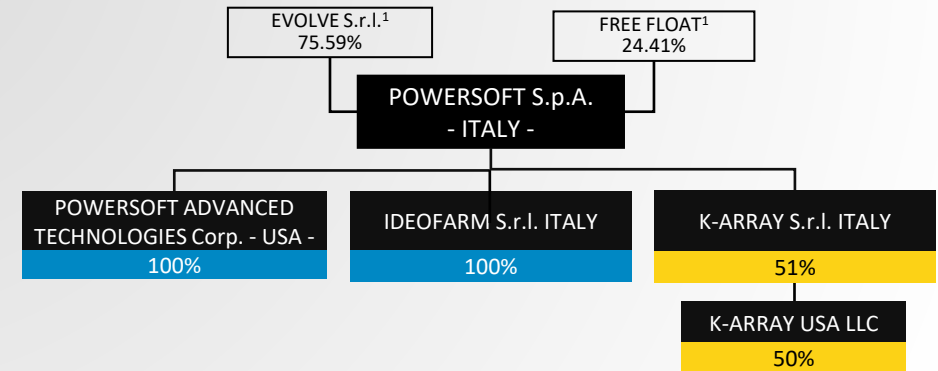 EVOLVE S.r.l.¹
75.59%
FREE FLOAT¹
24.41%
POWERSOFT S.p.A.
- ITALY -
POWERSOFT ADVANCED
TECHNOLOGIES Corp. - USA -
100%
IDEOFARM S.r.l. ITALY
100%
K-ARRAY S.r.l. ITALY
51%
K-ARRAY USA LLC
50%